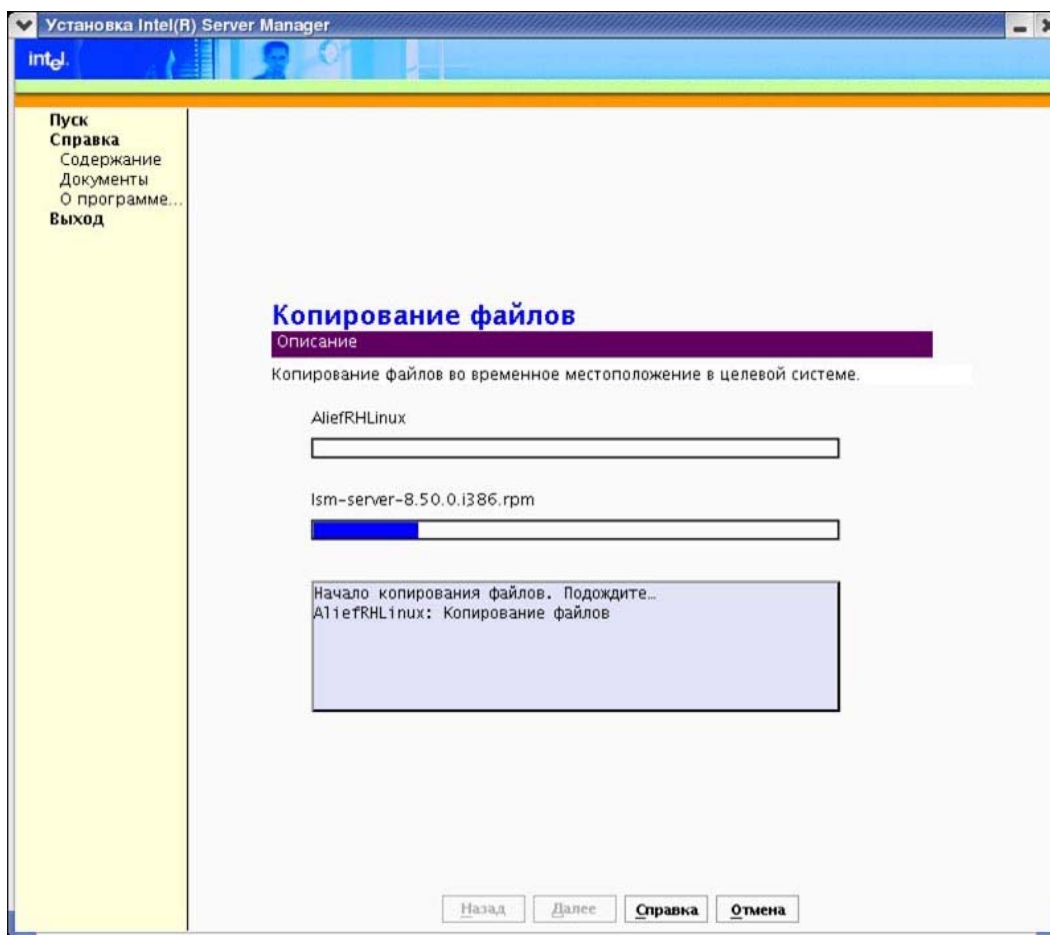 Установка Intel(R) Server Manager
intel.
Пуск
Справка
Содержание
Документы
О программе...
Выход
Копирование файлов
Описание
Копирование файлов во временное местоположение в целевой системе.
AliefRHLinux
lsm-server-8.50.0.i386.rpm
Начало копирования файлов. Подождите…
AliefRHLinux: Копирование файлов
Назад
Далее
Справка
Отмена